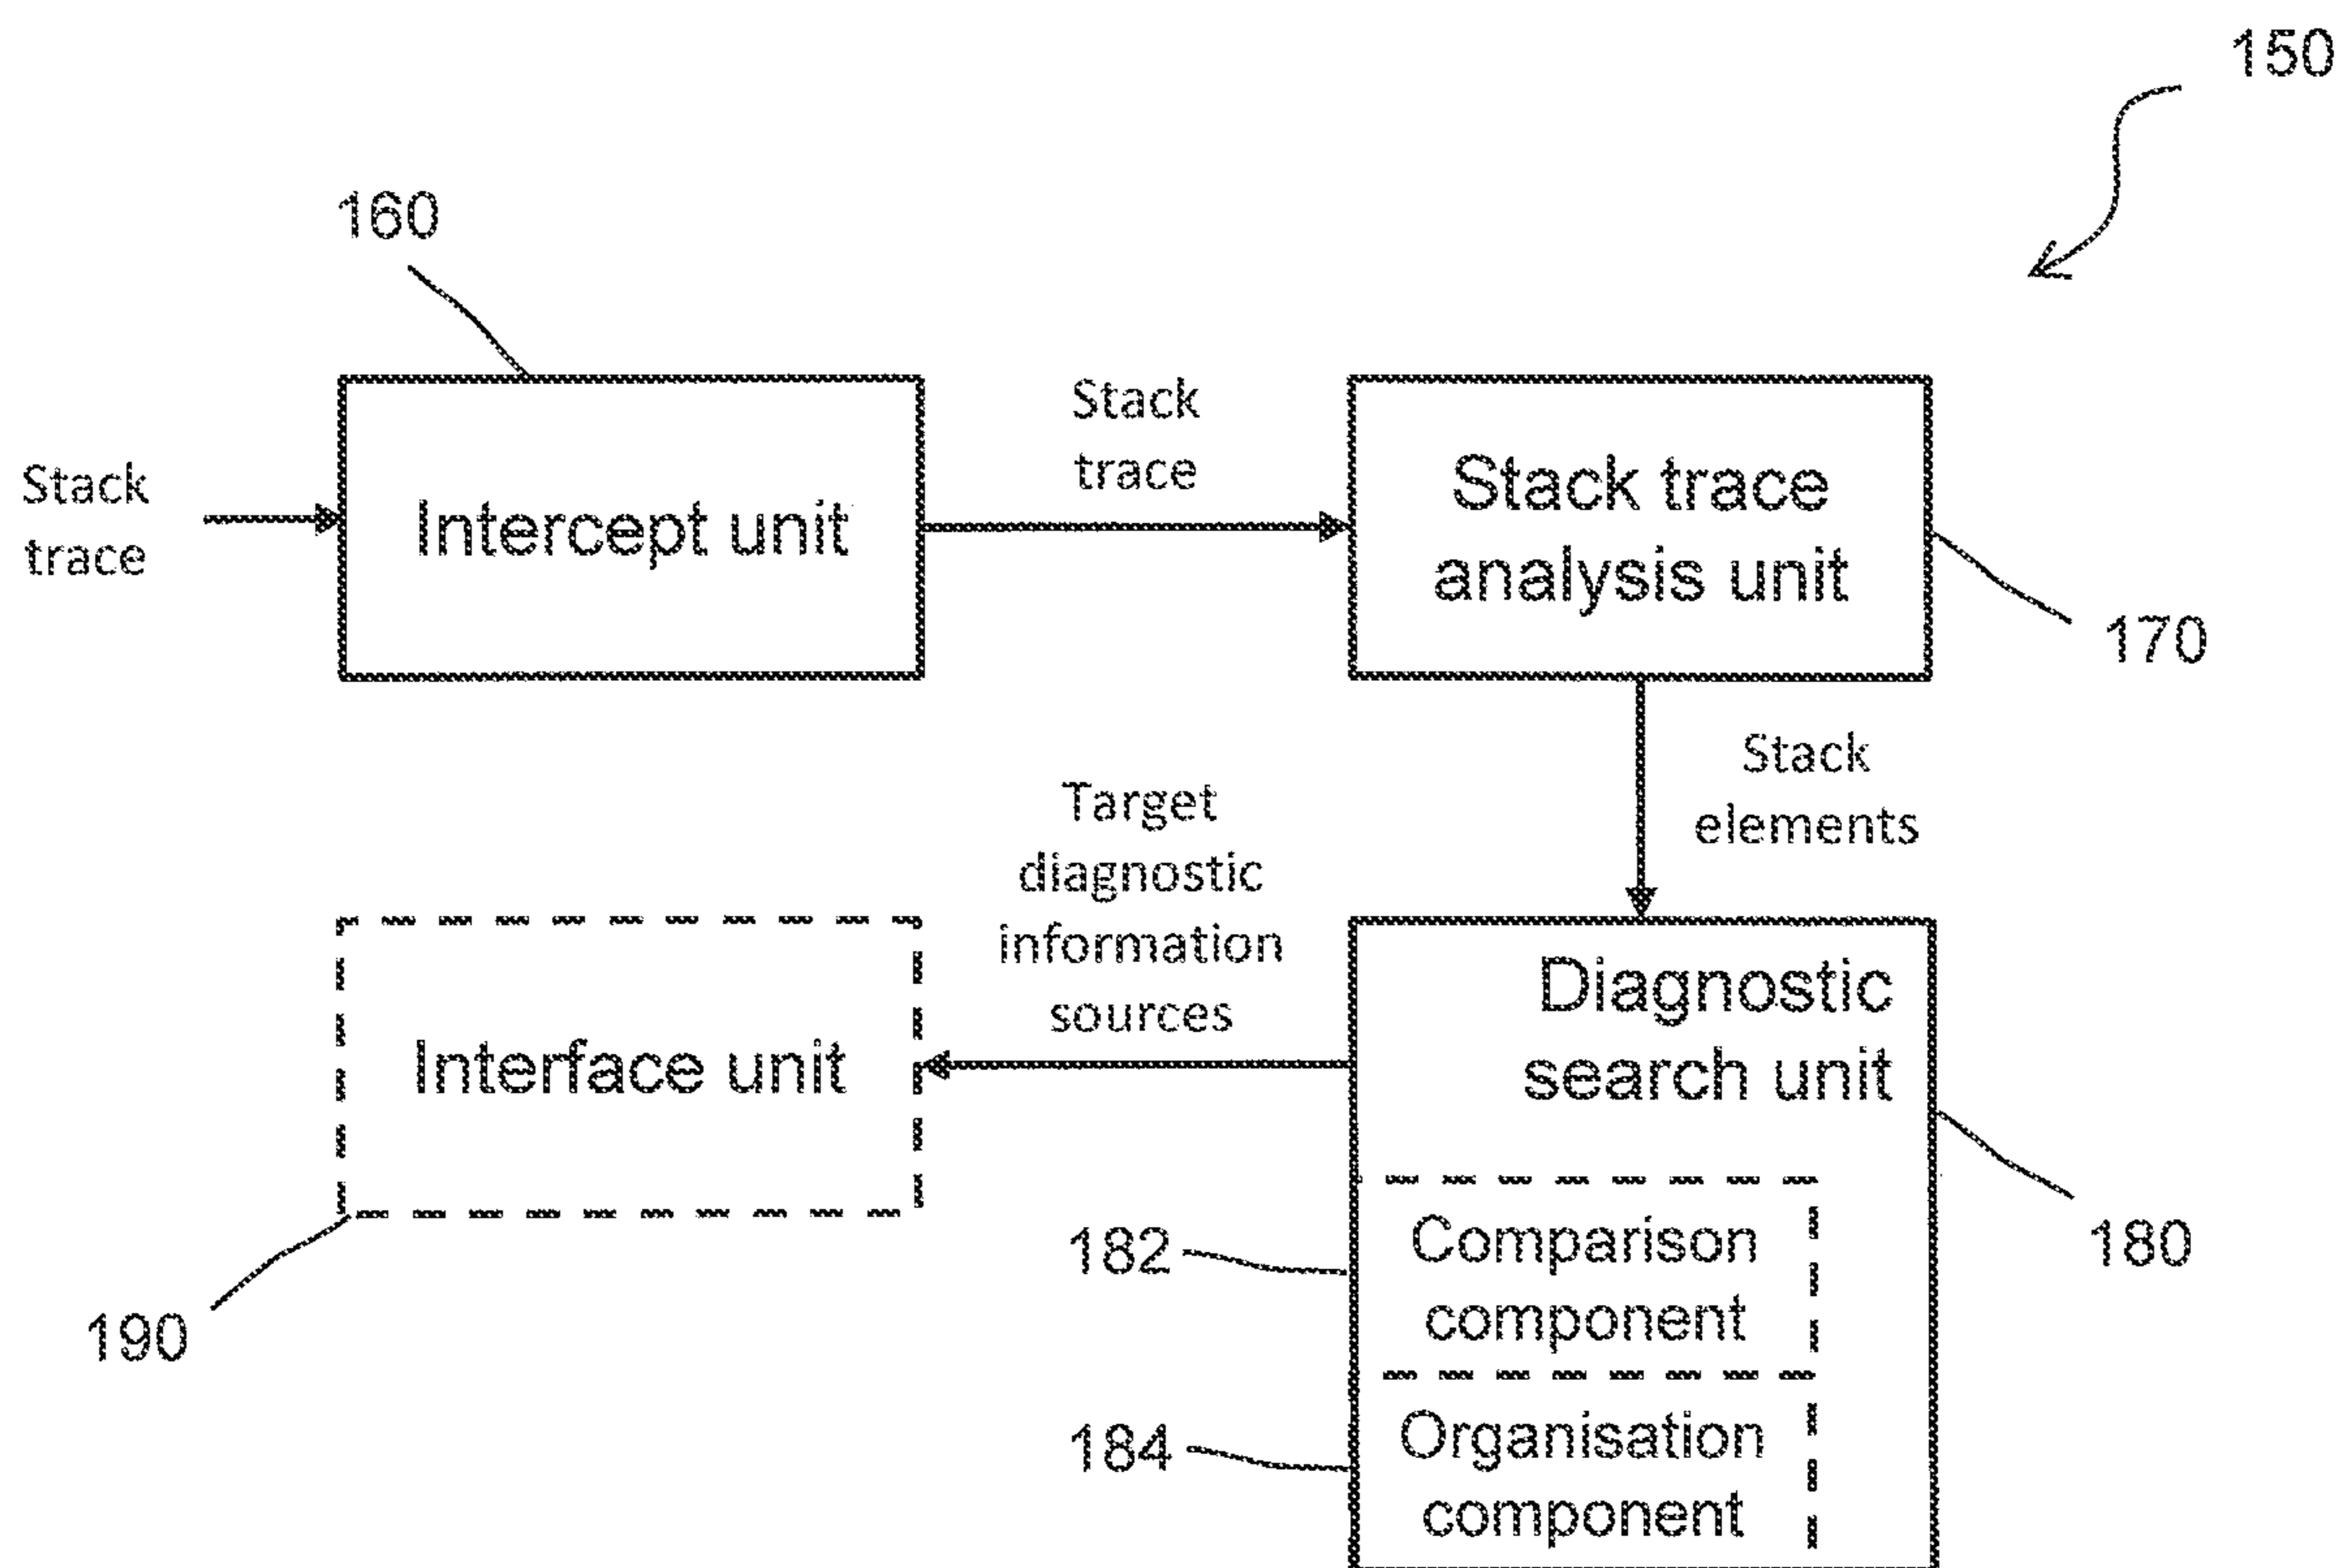 150
160
Stack
trace
Intercept unit
Stack
trace
Stack trace
analysis unit
170
Stack
elements
Target
diagnostic
information
sources
Interface unit
190
Diagnostic
search unit
180
182
Comparison
component
184
Organisation
component